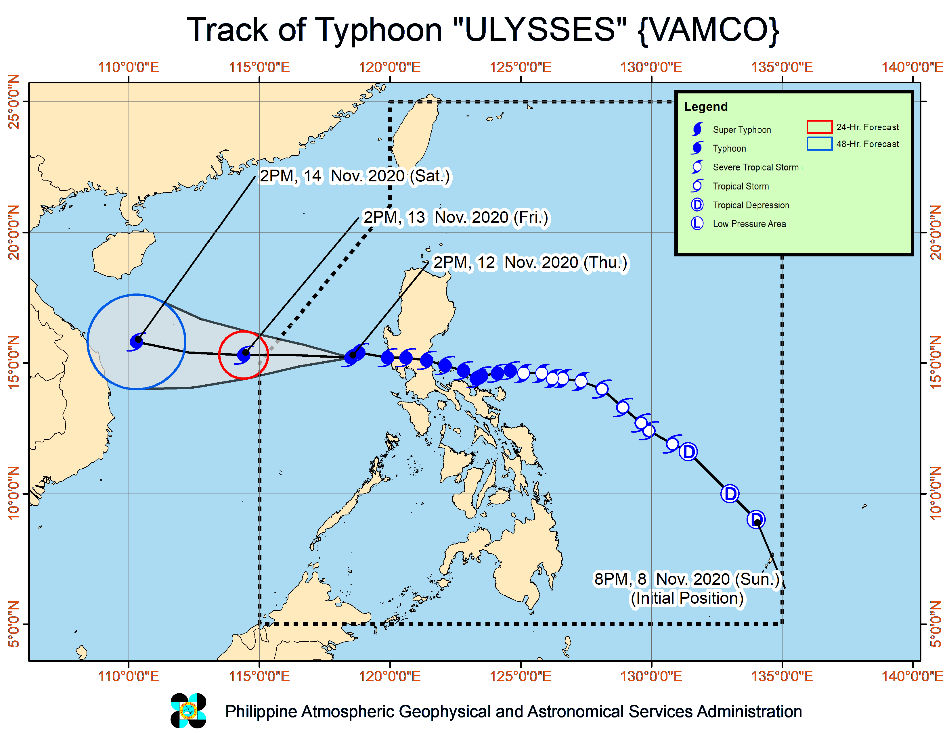 Track of Typhoon "ULYSSES" {VAMCO}
110°0'0"E 115°0'0"E 120°0'0"E 125°0'0"E 130°0'0"E 135°0'0"E 140°0'0"E
25°0'0"N
25°0'0"N
Legend
Super Typhoon
24-Hr. Forecast
Typhoon
48-Hr. Forecast
Severe Tropical Storm
Tropical Storm
D Tropical Depression
L Low Pressure Area
2PM, 14 Nov. 2020 (Sat.)
2PM, 13 Nov. 2020 (Fri.)
20°0'0"N
20°0'0"N
2PM, 12 Nov. 2020 (Thu.)
15°0'0"N
15°0'0"N
D
D
D
10°0'0"N
10°0'0"N
8PM, 8 Nov. 2020 (Sun.)
(Initial Position)
5°0'0"N
5°0'0"N
110°0'0"E 115°0'0"E 120°0'0"E 125°0'0"E 130°0'0"E 135°0'0"E 140°0'0"E
Philippine Atmospheric Geophysical and Astronomical Services Administration